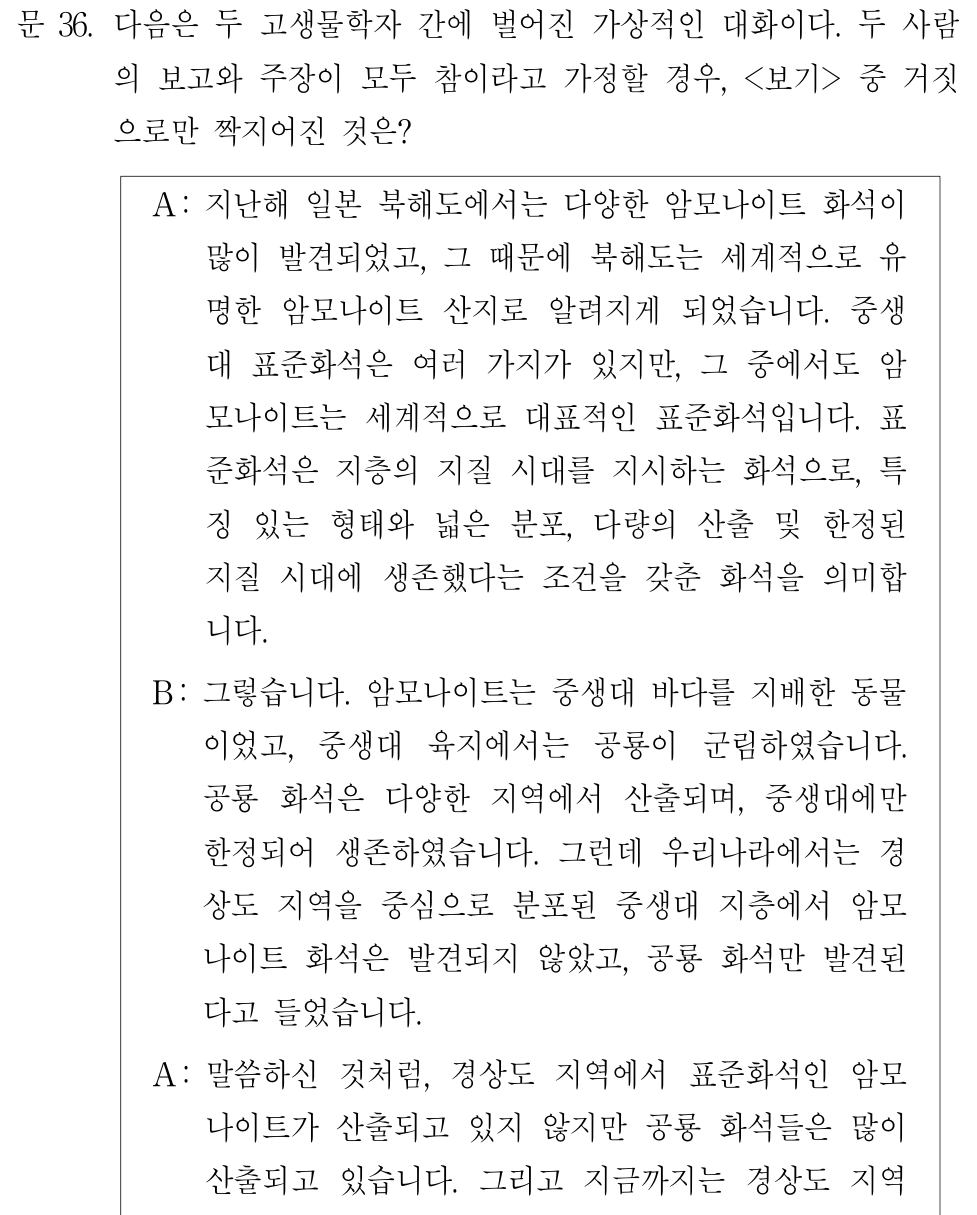 문 36. 다음은 두 고생물학자 간에 벌어진 가상적인 대화이다. 두 사람
의 보고와 주장이 모두 참이라고 가정할 경우, <보기> 중 거짓
으로만 짝지어진 것은?
A: 지난해 일본 북해도에서는 다양한 암모나이트 화석이
많이 발견되었고, 그 때문에 북해도는 세계적으로 유
명한 암모나이트 산지로 알려지게 되었습니다. 중생
대 표준화석은 여러 가지가 있지만, 그 중에서도 암
모나이트는 세계적으로 대표적인 표준화석입니다. 표
준화석은 지층의 지질 시대를 지시하는 화석으로, 특
징 있는 형태와 넓은 분포, 다량의 산출 및 한정된
지질 시대에 생존했다는 조건을 갖춘 화석을 의미합
니다.
B: 그렇습니다. 암모나이트는 중생대 바다를 지배한 동물
이었고, 중생대 육지에서는 공룡이 군림하였습니다.
공룡 화석은 다양한 지역에서 산출되며, 중생대에만
한정되어 생존하였습니다. 그런데 우리나라에서는 경
상도 지역을 중심으로 분포된 중생대 지층에서 암모
나이트 화석은 발견되지 않았고, 공룡 화석만 발견된
다고 들었습니다.
A: 말씀하신 것처럼, 경상도 지역에서 표준화석인 암모
나이트가 산출되고 있지 않지만 공룡 화석들은 많이
산출되고 있습니다. 그리고 지금까지는 경상도 지역